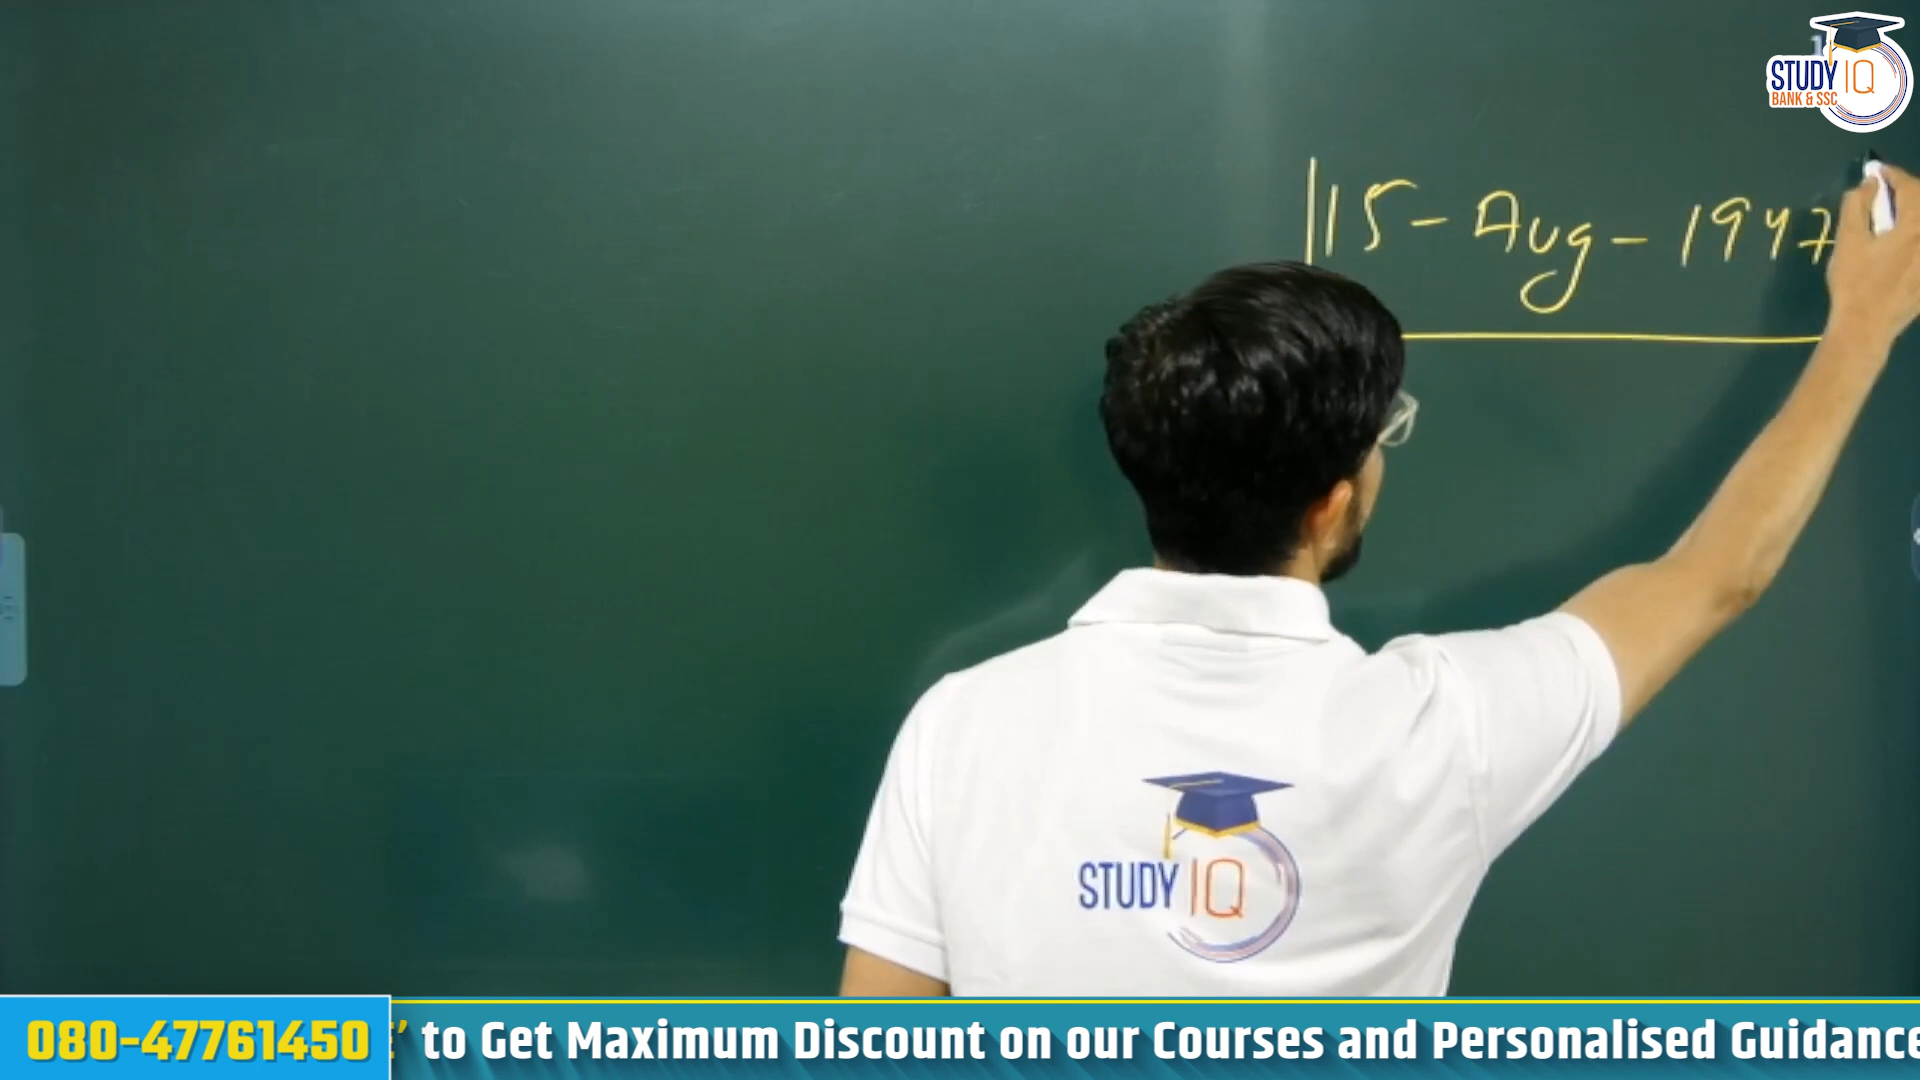 STUDY IQ
BANK & SSC
15 - Aug - 1947
STUDY IQ
080-47761450
’ to Get Maximum Discount on our Courses and Personalised Guidance